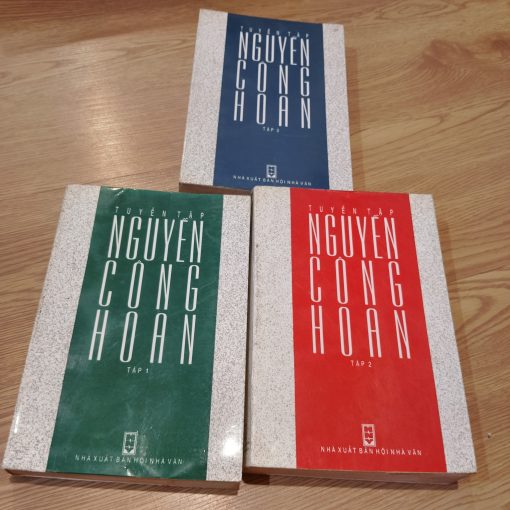 TUYỂN TẬP
NGUYỄN
CÔNG
HOAN
TẬP 3
NHÀ XUẤT BẢN HỘI NHÀ VĂN
TUYỂN TẬP
NGUYỄN
CÔNG
HOAN
TẬP 1
NHÀ XUẤT BẢN HỘI NHÀ VĂN
TUYỂN TẬP
NGUYỄN
CÔNG
HOAN
TẬP 2
NHÀ XUẤT BẢN HỘI NHÀ VĂN